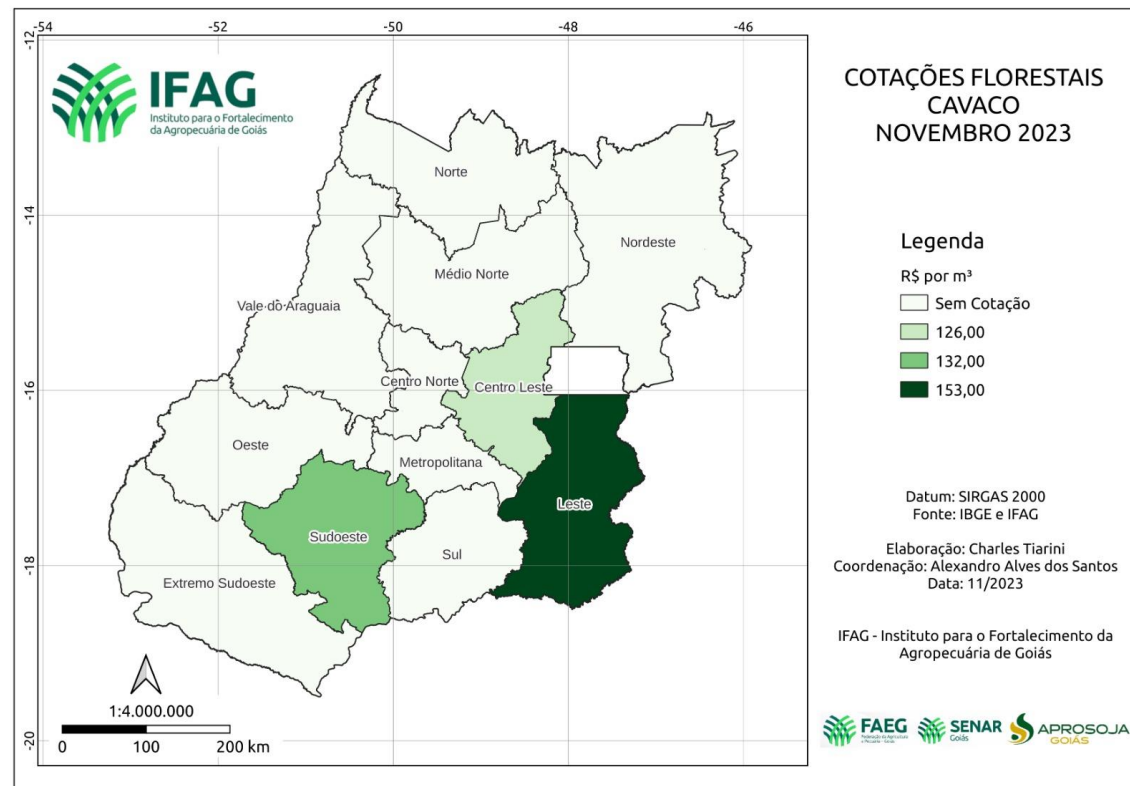 -54
-52
-50
-48
-46
-12
-14
-16
-18
-20
IFAG
Instituto para o Fortalecimento
da Agropecuária de Goiás
Norte
Nordeste
Médio Norte
Vale do Araguaia
Centro Norte
Centro Leste
Oeste
Metropolitana
Leste
Sudoeste
Sul
Extremo Sudoeste
1:4.000.000
0 100 200 km
COTAÇÕES FLORESTAIS
CAVACO
NOVEMBRO 2023
Legenda
R$ por m³
Sem Cotação
126,00
132,00
153,00
Datum: SIRGAS 2000
Fonte: IBGE e IFAG
Elaboração: Charles Tiarini
Coordenação: Alexandro Alves dos Santos
Data: 11/2023
IFAG - Instituto para o Fortalecimento da
Agropecuária de Goiás
FAEG
SENAR
Goiás
APROSOJA
GOIÁS